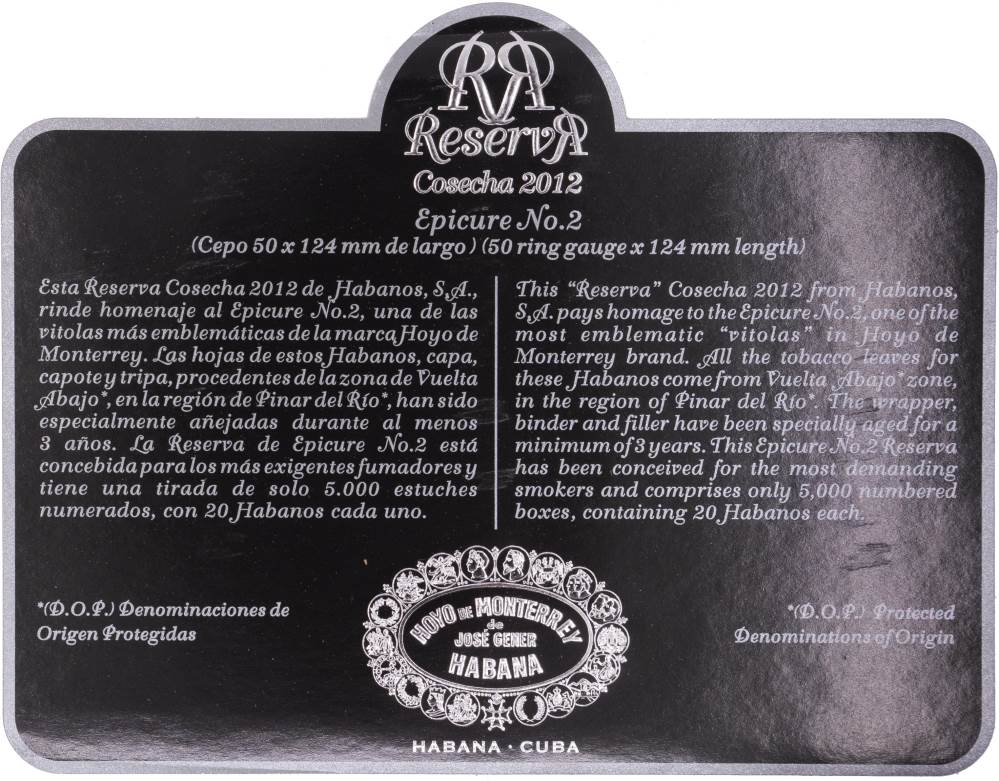 RR
ReservA
Cosecha 2012
Epicure No.2
(Cepo 50 x 124 mm de largo ) (50 ring gauge x 124 mm length)
Esta Reserva Cosecha 2012 de Habanos, S.A.,
rinde homenaje al Epicure No.2, una de las
vitolas más emblemáticas de la marca Hoyo de
Monterrey. Las hojas de estos Habanos, capa,
capote y tripa, procedentes de la zona de Vuelta
Abajo*, en la región de Pinar del Río*, han sido
especialmente añejadas durante al menos
3 años. La Reserva de Epicure No.2 está
concebida para los más exigentes fumadores y
tiene una tirada de solo 5.000 estuches
numerados, con 20 Habanos cada uno.
This "Reserva" Cosecha 2012 from Habanos,
S.A. pays homage to the Epicure No.2, one of the
most emblematic "vitolas" in Hoyo de
Monterrey brand. All the tobacco leaves for
these Habanos come from Vuelta Abajo* zone,
in the region of Pinar del Río*. The wrapper,
binder and filler have been specially aged for a
minimum of 3 years. This Epicure No.2 Reserva
has been conceived for the most demanding
smokers and comprises only 5,000 numbered
boxes, containing 20 Habanos each.
*(D.O.P.) Denominaciones de
Origen Protegidas
*(D.O.P.) Protected
Denominations of Origin
HOYO DE MONTERREY
de
JOSÉ GENER
HABANA
HABANA · CUBA